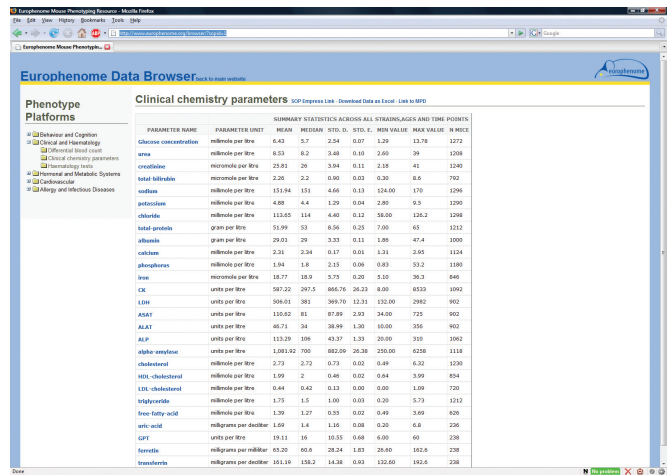 Europhenome Mouse Phenotyping Resource - Mozilla Firefox
File Edit View History Bookmarks Tools Help
http://www.europhenome.org/Browser/?sopid=2
Google
Europhenome Mouse Phenotypin...
Europhenome Data Browser back to main website
europhenome
Phenotype
Platforms
Behaviour and Cognition
Clinical and Haematology
Differential blood count
Clinical chemistry parameters
Haematology tests
Hormonal and Metabolic Systems
Cardiovascular
Allergy and Infectious Diseases
Clinical chemistry parameters SOP Empress Link - Download Data as Excel - Link to MPD
SUMMARY STATISTICS ACROSS ALL STRAINS,AGES AND TIME POINTS
PARAMETER NAME PARAMETER UNIT MEAN MEDIAN STD. D. STD. E. MIN VALUE MAX VALUE N MICE
Glucose concentration millimole per litre 6.43 5.7 2.54 0.07 1.29 13.78 1272
urea millimole per litre 8.53 8.2 3.48 0.10 2.60 39 1208
creatinine micromole per litre 25.81 26 3.94 0.11 2.18 41 1240
total-bilirubin micromole per litre 2.26 2.2 0.90 0.03 0.30 8.6 792
sodium millimole per litre 151.94 151 4.66 0.13 124.00 170 1296
potassium millimole per litre 4.88 4.4 1.29 0.04 2.80 9.5 1290
chloride millimole per litre 113.65 114 4.40 0.12 58.00 126.2 1298
total-protein gram per litre 51.99 53 8.56 0.25 7.00 65 1212
albumin gram per litre 29.01 29 3.33 0.11 1.86 47.4 1000
calcium millimole per litre 2.31 2.34 0.17 0.01 1.31 2.95 1124
phosphorus millimole per litre 1.94 1.8 2.15 0.06 0.83 53.2 1180
iron micromole per litre 18.77 18.9 5.75 0.20 5.10 36.3 846
CK units per litre 587.22 297.5 866.76 26.23 8.00 8533 1092
LDH units per litre 506.01 381 369.70 12.31 132.00 2982 902
ASAT units per litre 110.62 81 87.89 2.93 34.00 725 902
ALAT units per litre 46.71 34 38.99 1.30 10.00 356 902
ALP units per litre 113.29 106 43.37 1.33 20.00 310 1062
alpha-amylase units per litre 1,081.92 700 882.09 26.38 250.00 6258 1118
cholesterol millimole per litre 2.73 2.72 0.73 0.02 0.49 6.32 1230
HDL-cholesterol millimole per litre 1.99 2 0.46 0.02 0.64 3.99 854
LDL-cholesterol millimole per litre 0.44 0.42 0.13 0.00 0.00 1.09 720
triglyceride millimole per litre 1.75 1.5 1.00 0.03 0.20 5.73 1212
free-fatty-acid millimole per litre 1.39 1.27 0.55 0.02 0.49 3.69 626
uric-acid milligrams per deciliter 1.69 1.4 1.16 0.08 0.20 6.8 236
GPT units per litre 19.11 16 10.55 0.68 6.00 60 238
ferretin milligrams per milliliter 65.20 60.6 28.24 1.83 26.60 162.6 238
transferrin milligrams per deciliter 161.19 158.2 14.38 0.93 132.60 192.6 238
Done
No problems